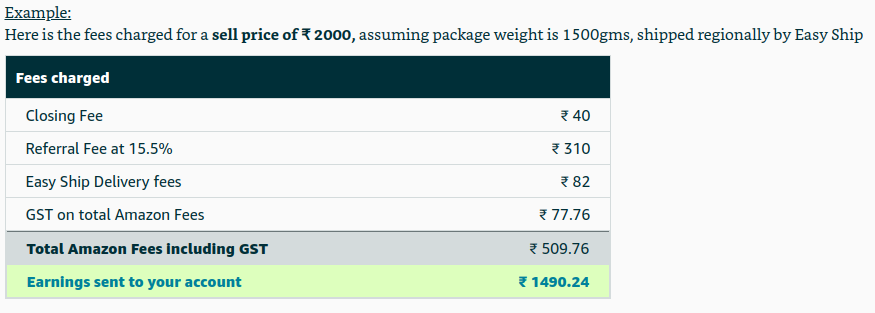 Example:
Here is the fees charged for a sell price of ₹ 2000, assuming package weight is 1500gms, shipped regionally by Easy Ship
Fees charged
Closing Fee ₹ 40
Referral Fee at 15.5% ₹ 310
Easy Ship Delivery fees ₹ 82
GST on total Amazon Fees ₹ 77.76
Total Amazon Fees including GST ₹ 509.76
Earnings sent to your account ₹ 1490.24